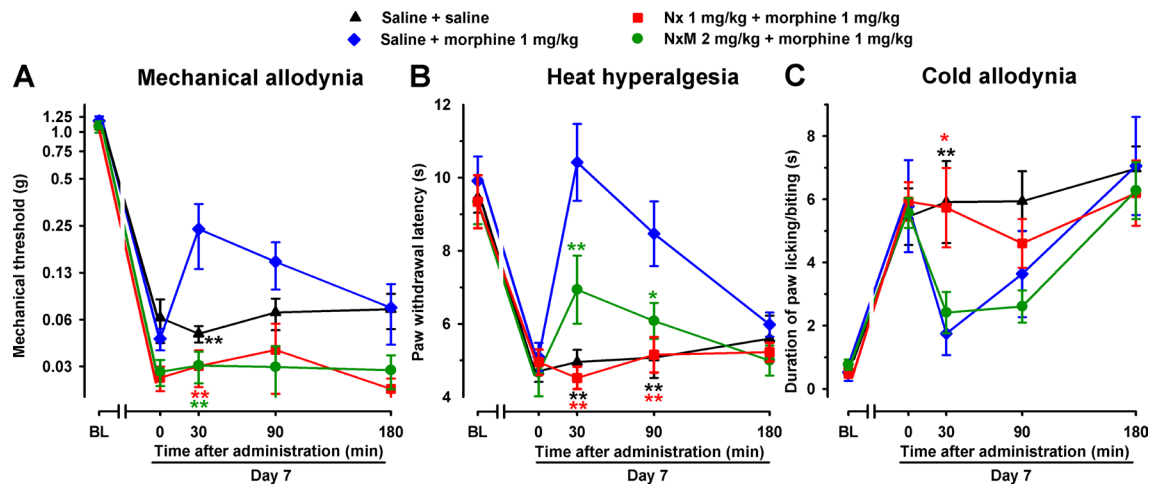 Saline + saline
Nx 1 mg/kg + morphine 1 mg/kg
Saline + morphine 1 mg/kg
NxM 2 mg/kg + morphine 1 mg/kg
A
Mechanical allodynia
Mechanical threshold (g)
1.25
1.0
0.75
0.5
0.25
0.13
0.06
0.03
**
**
**
BL 0 30 90 180
Time after administration (min)
Day 7
B
Heat hyperalgesia
Paw withdrawal latency (s)
12
10
8
6
4
**
*
** **
** **
BL 0 30 90 180
Time after administration (min)
Day 7
C
Cold allodynia
Duration of paw licking/biting (s)
8
6
4
2
0
*
**
BL 0 30 90 180
Time after administration (min)
Day 7